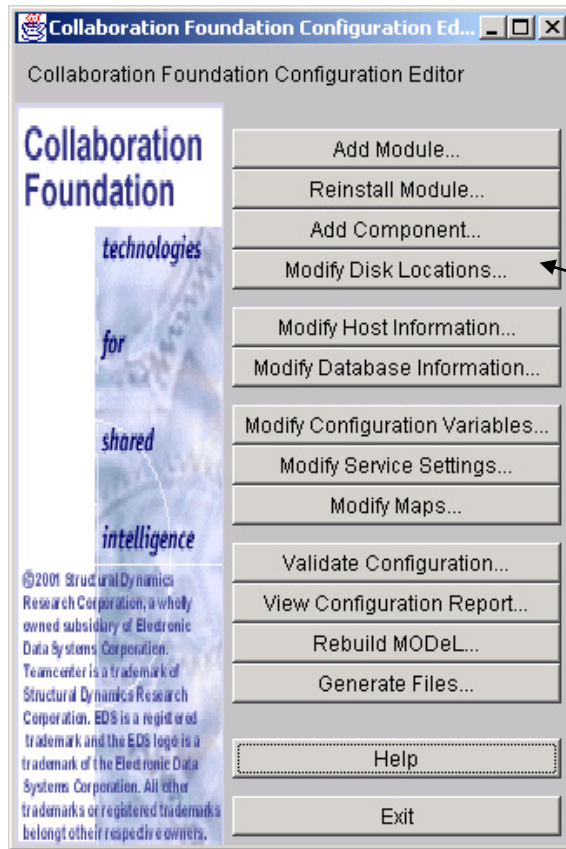 Collaboration Foundation Configuration Ed...
Collaboration Foundation Configuration Editor
Collaboration
Foundation
technologies
for
shared
intelligence
©2001 Structural Dynamics
Research Corporation, a wholly
owned subsidiary of Electronic
Data Systems Corporation.
Teamcenter is a trademark of
Structural Dynamics Research
Corporation. EDS is a registered
trademark and the EDS logo is a
trademark of the Electronic Data
Systems Corporation. All other
trademarks or registered trademarks
belong t otheir respective owners.
Add Module...
Reinstall Module...
Add Component...
Modify Disk Locations...
Modify Host Information...
Modify Database Information...
Modify Configuration Variables...
Modify Service Settings...
Modify Maps...
Validate Configuration...
View Configuration Report...
Rebuild MODeL...
Generate Files...
Help
Exit